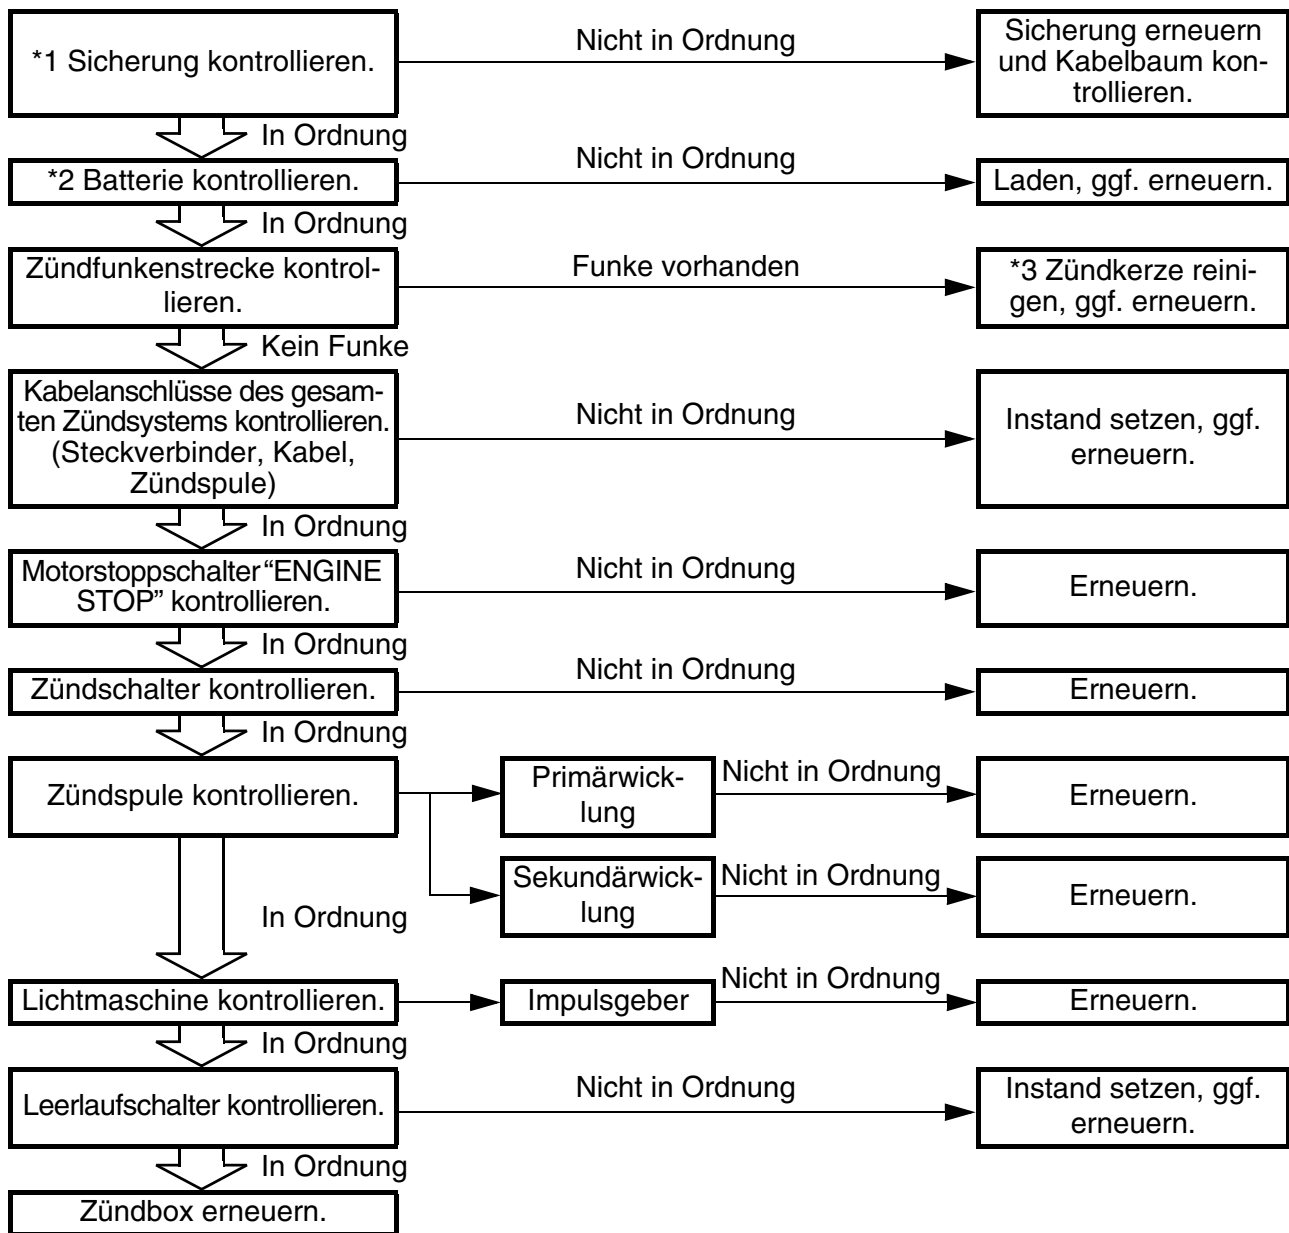 *1 Sicherung kontrollieren.
Nicht in Ordnung
Sicherung erneuern
und Kabelbaum kon-
trollieren.
In Ordnung
*2 Batterie kontrollieren.
Nicht in Ordnung
Laden, ggf. erneuern.
In Ordnung
Zündfunkenstrecke kontrol-
lieren.
Funke vorhanden
*3 Zündkerze reini-
gen, ggf. erneuern.
Kein Funke
Kabelanschlüsse des gesam-
ten Zündsystems kontrollieren.
(Steckverbinder, Kabel,
Zündspule)
Nicht in Ordnung
Instand setzen, ggf.
erneuern.
In Ordnung
Motorstoppschalter “ENGINE
STOP” kontrollieren.
Nicht in Ordnung
Erneuern.
In Ordnung
Zündschalter kontrollieren.
Nicht in Ordnung
Erneuern.
In Ordnung
Zündspule kontrollieren.
Primärwick-
lung
Nicht in Ordnung
Erneuern.
Sekundärwick-
lung
Nicht in Ordnung
Erneuern.
In Ordnung
Lichtmaschine kontrollieren.
Impulsgeber
Nicht in Ordnung
Erneuern.
In Ordnung
Leerlaufschalter kontrollieren.
Nicht in Ordnung
Instand setzen, ggf.
erneuern.
In Ordnung
Zündbox erneuern.